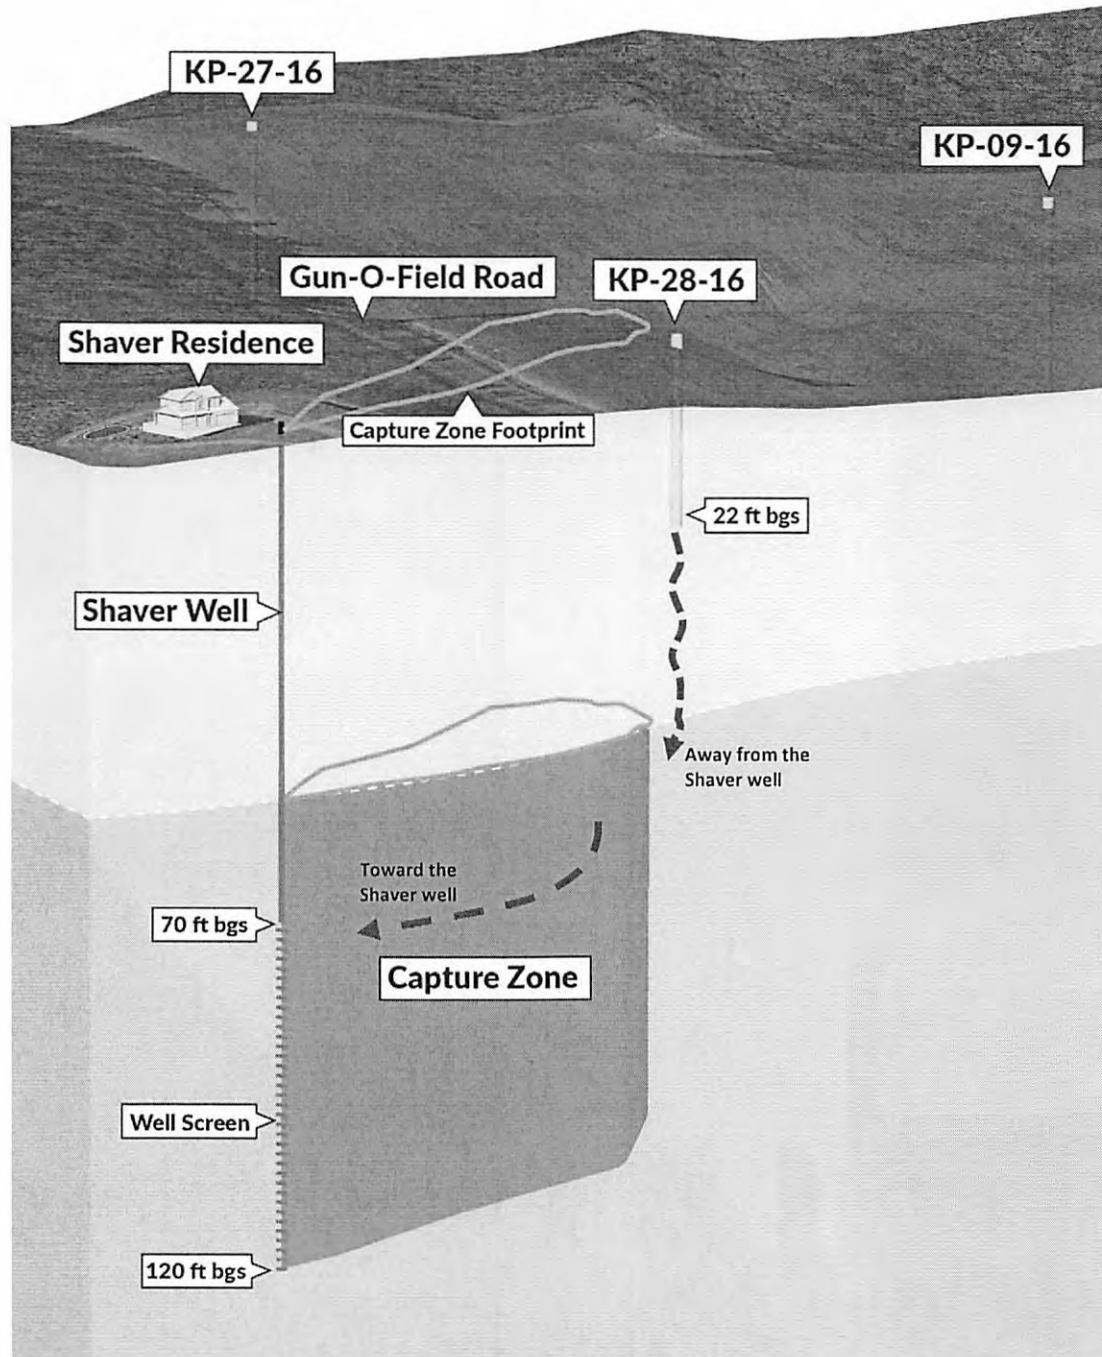 KP-27-16
KP-09-16
Gun-O-Field Road
KP-28-16
Shaver Residence
Capture Zone Footprint
22 ft bgs
Shaver Well
Away from the
Shaver well
Toward the
Shaver well
70 ft bgs
Capture Zone
Well Screen
120 ft bgs